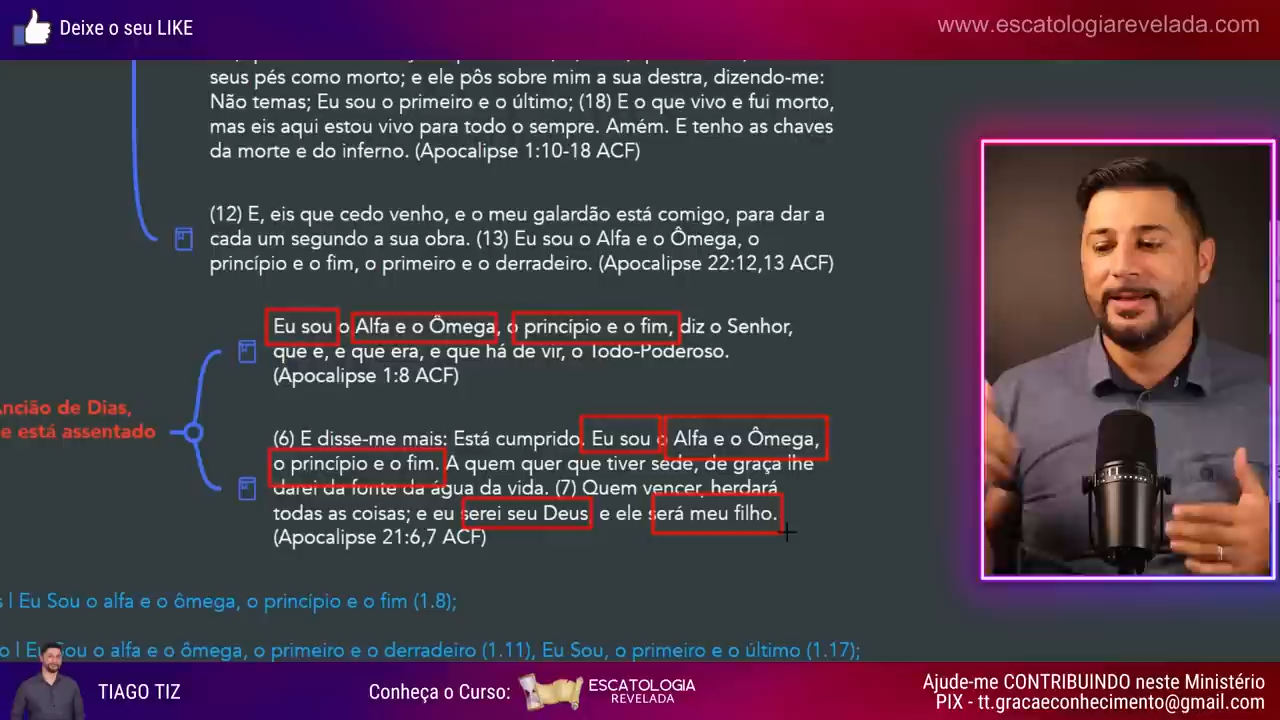 Deixe o seu LIKE
www.escatologiarevelada.com
seus pés como morto; e ele pôs sobre mim a sua destra, dizendo-me:
Não temas; Eu sou o primeiro e o último; (18) E o que vivo e fui morto,
mas eis aqui estou vivo para todo o sempre. Amém. E tenho as chaves
da morte e do inferno. (Apocalipse 1:10-18 ACF)
(12) E, eis que cedo venho, e o meu galardão está comigo, para dar a
cada um segundo a sua obra. (13) Eu sou o Alfa e o Ômega, o
princípio e o fim, o primeiro e o derradeiro. (Apocalipse 22:12,13 ACF)
Eu sou o Alfa e o Ômega, o princípio e o fim, diz o Senhor,
que é, e que era, e que há de vir, o Todo-Poderoso.
(Apocalipse 1:8 ACF)
Ancião de Dias,
e está assentado
(6) E disse-me mais: Está cumprido. Eu sou o Alfa e o Ômega,
o princípio e o fim. A quem quer que tiver sede, de graça lhe
darei da fonte da água da vida. (7) Quem vencer, herdará
todas as coisas; e eu serei seu Deus, e ele será meu filho.
(Apocalipse 21:6,7 ACF)
s | Eu Sou o alfa e o ômega, o princípio e o fim (1.8);
o | Eu Sou o alfa e o ômega, o primeiro e o derradeiro (1.11), Eu Sou, o primeiro e o último (1.17);
TIAGO TIZ
Conheça o Curso:
ESCATOLOGIA
REVELADA
Ajude-me CONTRIBUINDO neste Ministério
PIX - tt.gracaeconhecimento@gmail.com